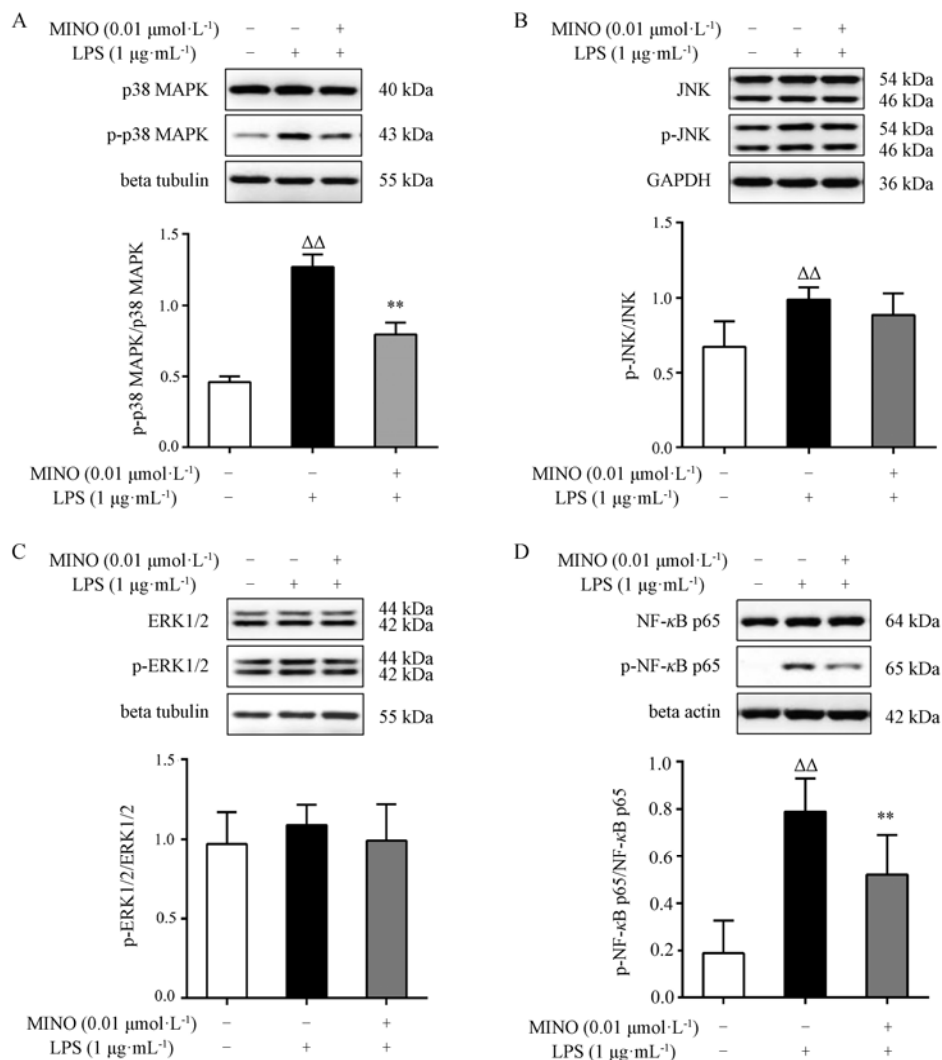 A
MINO (0.01 μmol·L⁻¹) – – +
LPS (1 μg·mL⁻¹) – + +
p38 MAPK 40 kDa
p-p38 MAPK 43 kDa
beta tubulin 55 kDa
p-p38 MAPK/p38 MAPK
1.5
1.0
0.5
0.0
ΔΔ
**
MINO (0.01 μmol·L⁻¹) – – +
LPS (1 μg·mL⁻¹) – + +
B
MINO (0.01 μmol·L⁻¹) – – +
LPS (1 μg·mL⁻¹) – + +
JNK 54 kDa
46 kDa
p-JNK 54 kDa
46 kDa
GAPDH 36 kDa
p-JNK/JNK
1.5
1.0
0.5
0.0
ΔΔ
MINO (0.01 μmol·L⁻¹) – – +
LPS (1 μg·mL⁻¹) – + +
C
MINO (0.01 μmol·L⁻¹) – – +
LPS (1 μg·mL⁻¹) – + +
ERK1/2 44 kDa
42 kDa
p-ERK1/2 44 kDa
42 kDa
beta tubulin 55 kDa
p-ERK1/2/ERK1/2
1.5
1.0
0.5
0.0
MINO (0.01 μmol·L⁻¹) – – +
LPS (1 μg·mL⁻¹) – + +
D
MINO (0.01 μmol·L⁻¹) – – +
LPS (1 μg·mL⁻¹) – + +
NF-κB p65 64 kDa
p-NF-κB p65 65 kDa
beta actin 42 kDa
p-NF-κB p65/NF-κB p65
1.0
0.8
0.6
0.4
0.2
0.0
ΔΔ
**
MINO (0.01 μmol·L⁻¹) – – +
LPS (1 μg·mL⁻¹) – + +